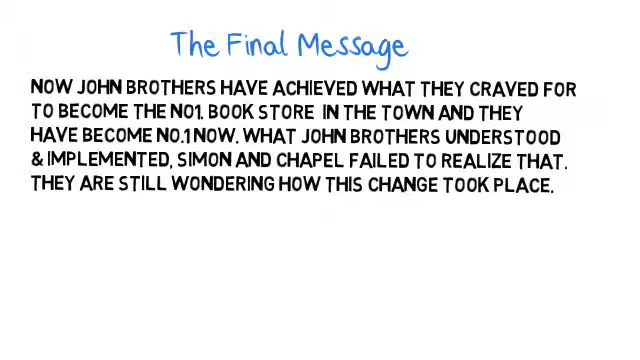 The Final Message
NOW JOHN BROTHERS HAVE ACHIEVED WHAT THEY CRAVED FOR
TO BECOME THE NO1. BOOK STORE IN THE TOWN AND THEY
HAVE BECOME NO.1 NOW. WHAT JOHN BROTHERS UNDERSTOOD
& IMPLEMENTED, SIMON AND CHAPEL FAILED TO REALIZE THAT.
THEY ARE STILL WONDERING HOW THIS CHANGE TOOK PLACE.